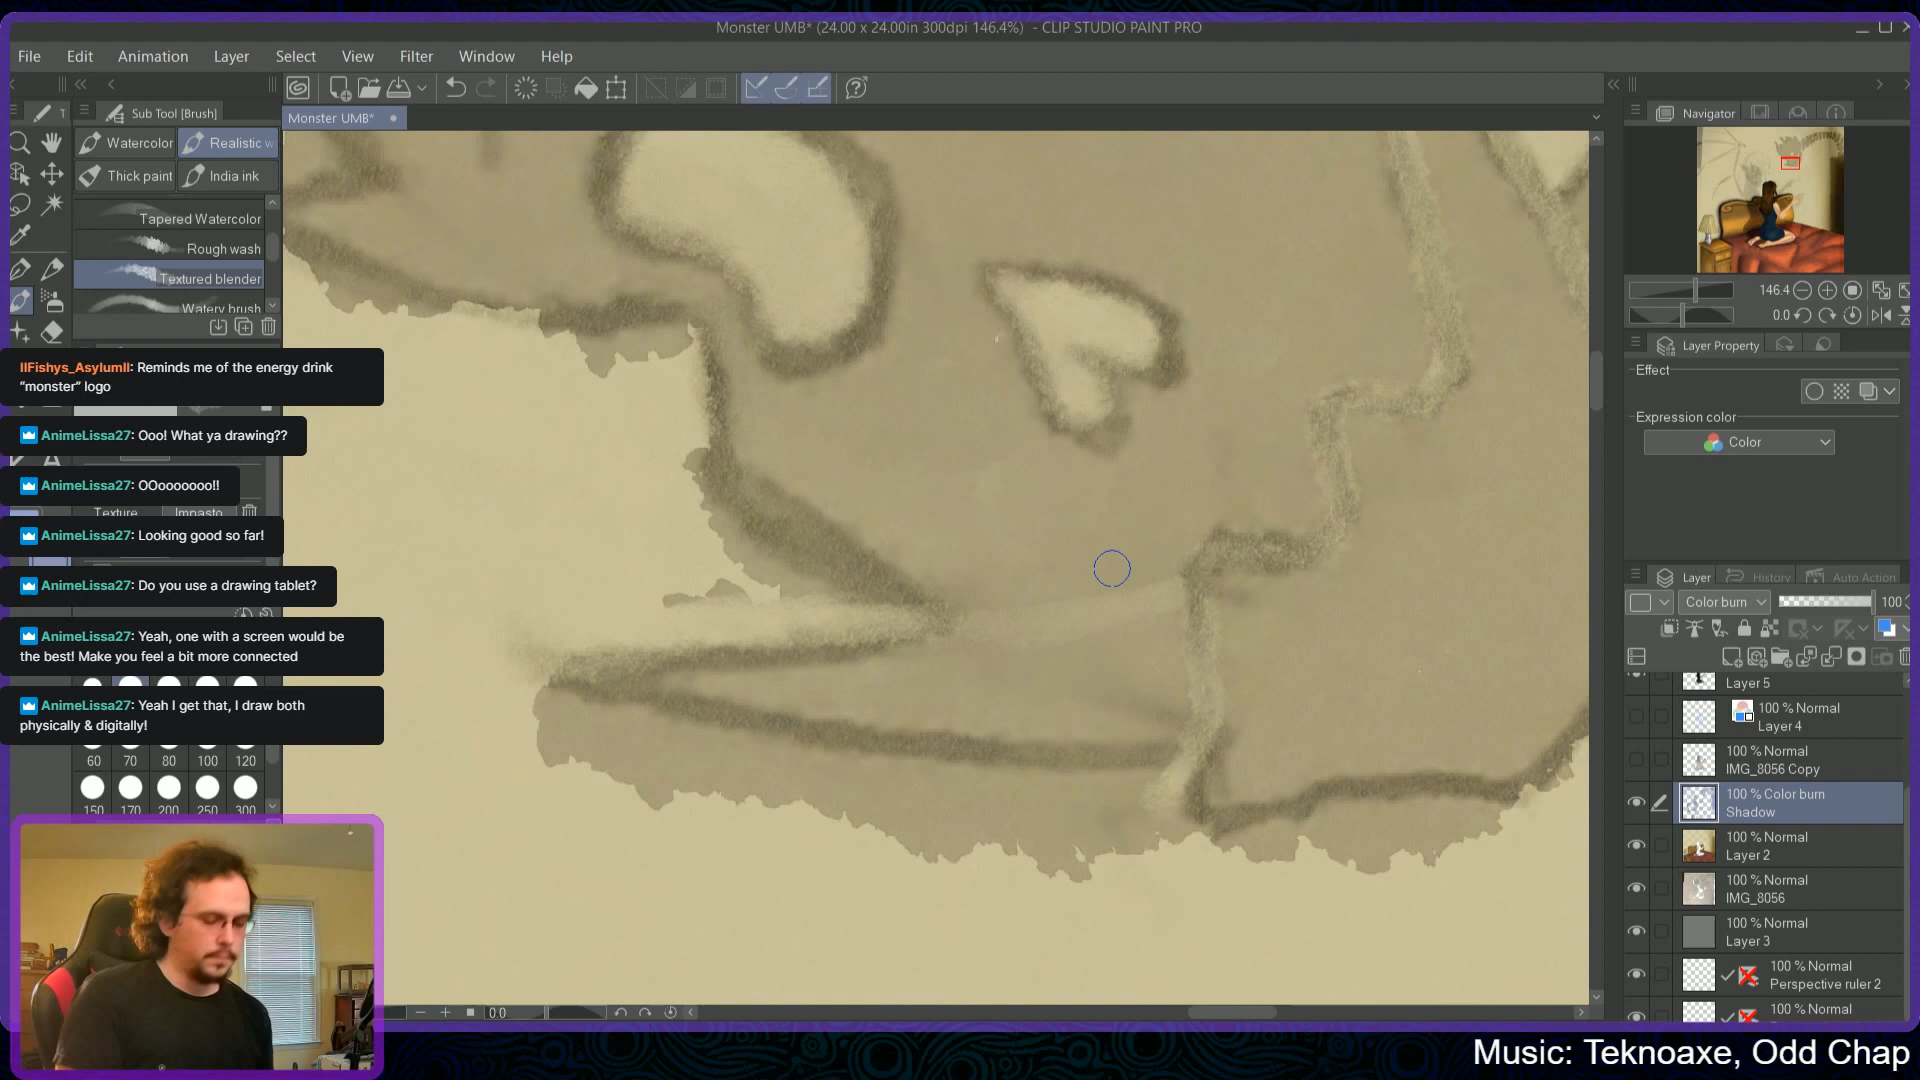 Monster UMB* (24.00 x 24.00in 300dpi 146.4%) - CLIP STUDIO PAINT PRO
File Edit Animation Layer Select View Filter Window Help
Sub Tool [Brush]
Monster UMB*
Watercolor Realistic w
Thick paint India ink
Tapered Watercolor
Rough wash
Textured blender
Watery brush
IIFishys_AsylumII: Reminds me of the energy drink
“monster” logo
AnimeLissa27: Ooo! What ya drawing??
AnimeLissa27: OOooooooo!!
Texture Impasto
AnimeLissa27: Looking good so far!
AnimeLissa27: Do you use a drawing tablet?
AnimeLissa27: Yeah, one with a screen would be
the best! Make you feel a bit more connected
AnimeLissa27: Yeah I get that, I draw both
physically & digitally!
60 70 80 100 120
150 170 200 250 300
0.0
Navigator
146.4
0.0
Layer Property
Effect
Expression color
Color
Layer History Auto Action
Color burn 100
Layer 5
100 % Normal
Layer 4
100 % Normal
IMG_8056 Copy
100 % Color burn
Shadow
100 % Normal
Layer 2
100 % Normal
IMG_8056
100 % Normal
Layer 3
100 % Normal
Perspective ruler 2
100 % Normal
Music: Teknoaxe, Odd Chap